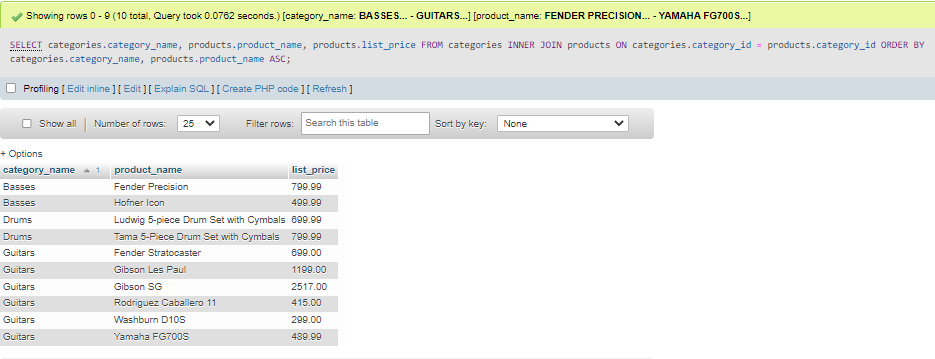 Showing rows 0 - 9 (10 total, Query took 0.0762 seconds.) [category_name: BASSES... - GUITARS...] [product_name: FENDER PRECISION... - YAMAHA FG700S...]
SELECT categories.category_name, products.product_name, products.list_price FROM categories INNER JOIN products ON categories.category_id = products.category_id ORDER BY
categories.category_name, products.product_name ASC;
Profiling [ Edit inline ] [ Edit ] [ Explain SQL ] [ Create PHP code ] [ Refresh ]
Show all Number of rows: 25 Filter rows: Search this table Sort by key: None
+ Options
category_name 1 product_name list_price
Basses Fender Precision 799.99
Basses Hofner Icon 499.99
Drums Ludwig 5-piece Drum Set with Cymbals 699.99
Drums Tama 5-Piece Drum Set with Cymbals 799.99
Guitars Fender Stratocaster 699.00
Guitars Gibson Les Paul 1199.00
Guitars Gibson SG 2517.00
Guitars Rodriguez Caballero 11 415.00
Guitars Washburn D10S 299.00
Guitars Yamaha FG700S 489.99